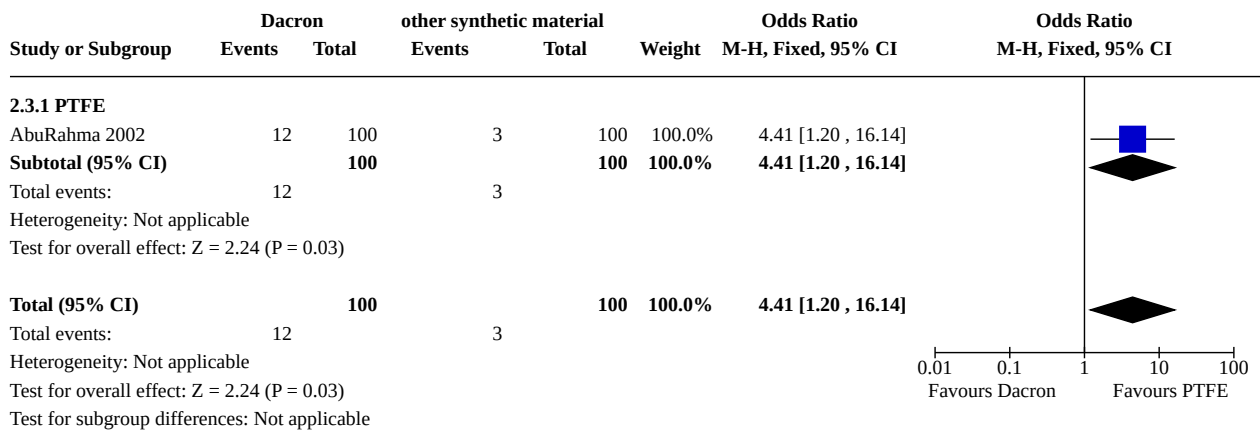 Dacron other synthetic material Odds Ratio Odds Ratio
Study or Subgroup Events Total Events Total Weight M-H, Fixed, 95% CI M-H, Fixed, 95% CI
2.3.1 PTFE
AbuRahma 2002 12 100 3 100 100.0% 4.41 [1.20 , 16.14]
Subtotal (95% CI) 100 100 100.0% 4.41 [1.20 , 16.14]
Total events: 12 3
Heterogeneity: Not applicable
Test for overall effect: Z = 2.24 (P = 0.03)
Total (95% CI) 100 100 100.0% 4.41 [1.20 , 16.14]
Total events: 12 3
Heterogeneity: Not applicable
0.01 0.1 1 10 100
Test for overall effect: Z = 2.24 (P = 0.03)
Favours Dacron Favours PTFE
Test for subgroup differences: Not applicable